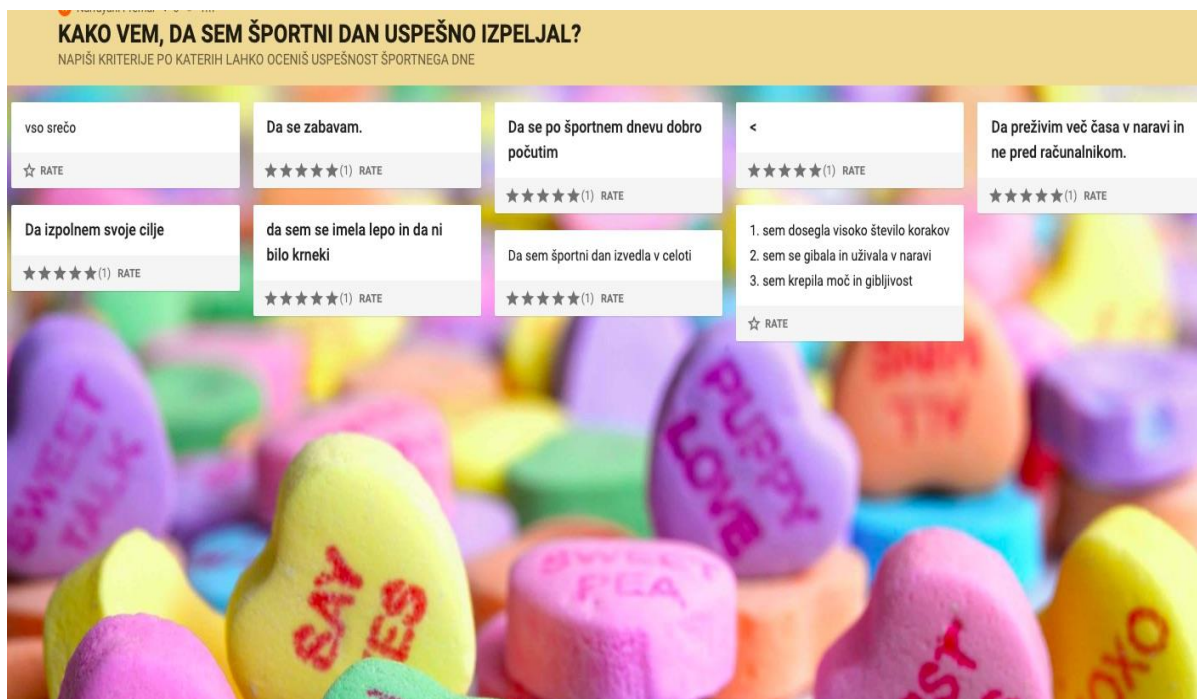 KAKO VEM, DA SEM ŠPORTNI DAN USPEŠNO IZPELJAL?
NAPIŠI KRITERIJE PO KATERIH LAHKO OCENIŠ USPEŠNOST ŠPORTNEGA DNE
vso srečo
RATE
Da izpolnem svoje cilje
(1) RATE
Da se zabavam.
(1) RATE
da sem se imela lepo in da ni
bilo krneki
(1) RATE
Da se po športnem dnevu dobro
počutim
(1) RATE
Da sem športni dan izvedla v celoti
(1) RATE
<
(1) RATE
1. sem dosegla visoko število korakov
2. sem se gibala in uživala v naravi
3. sem krepila moč in gibljivost
RATE
Da preživim več časa v naravi in
ne pred računalnikom.
(1) RATE
SWEET
TALK
PUPPY
LOVE
SAY
YES
SWEET
PEA
XOXO